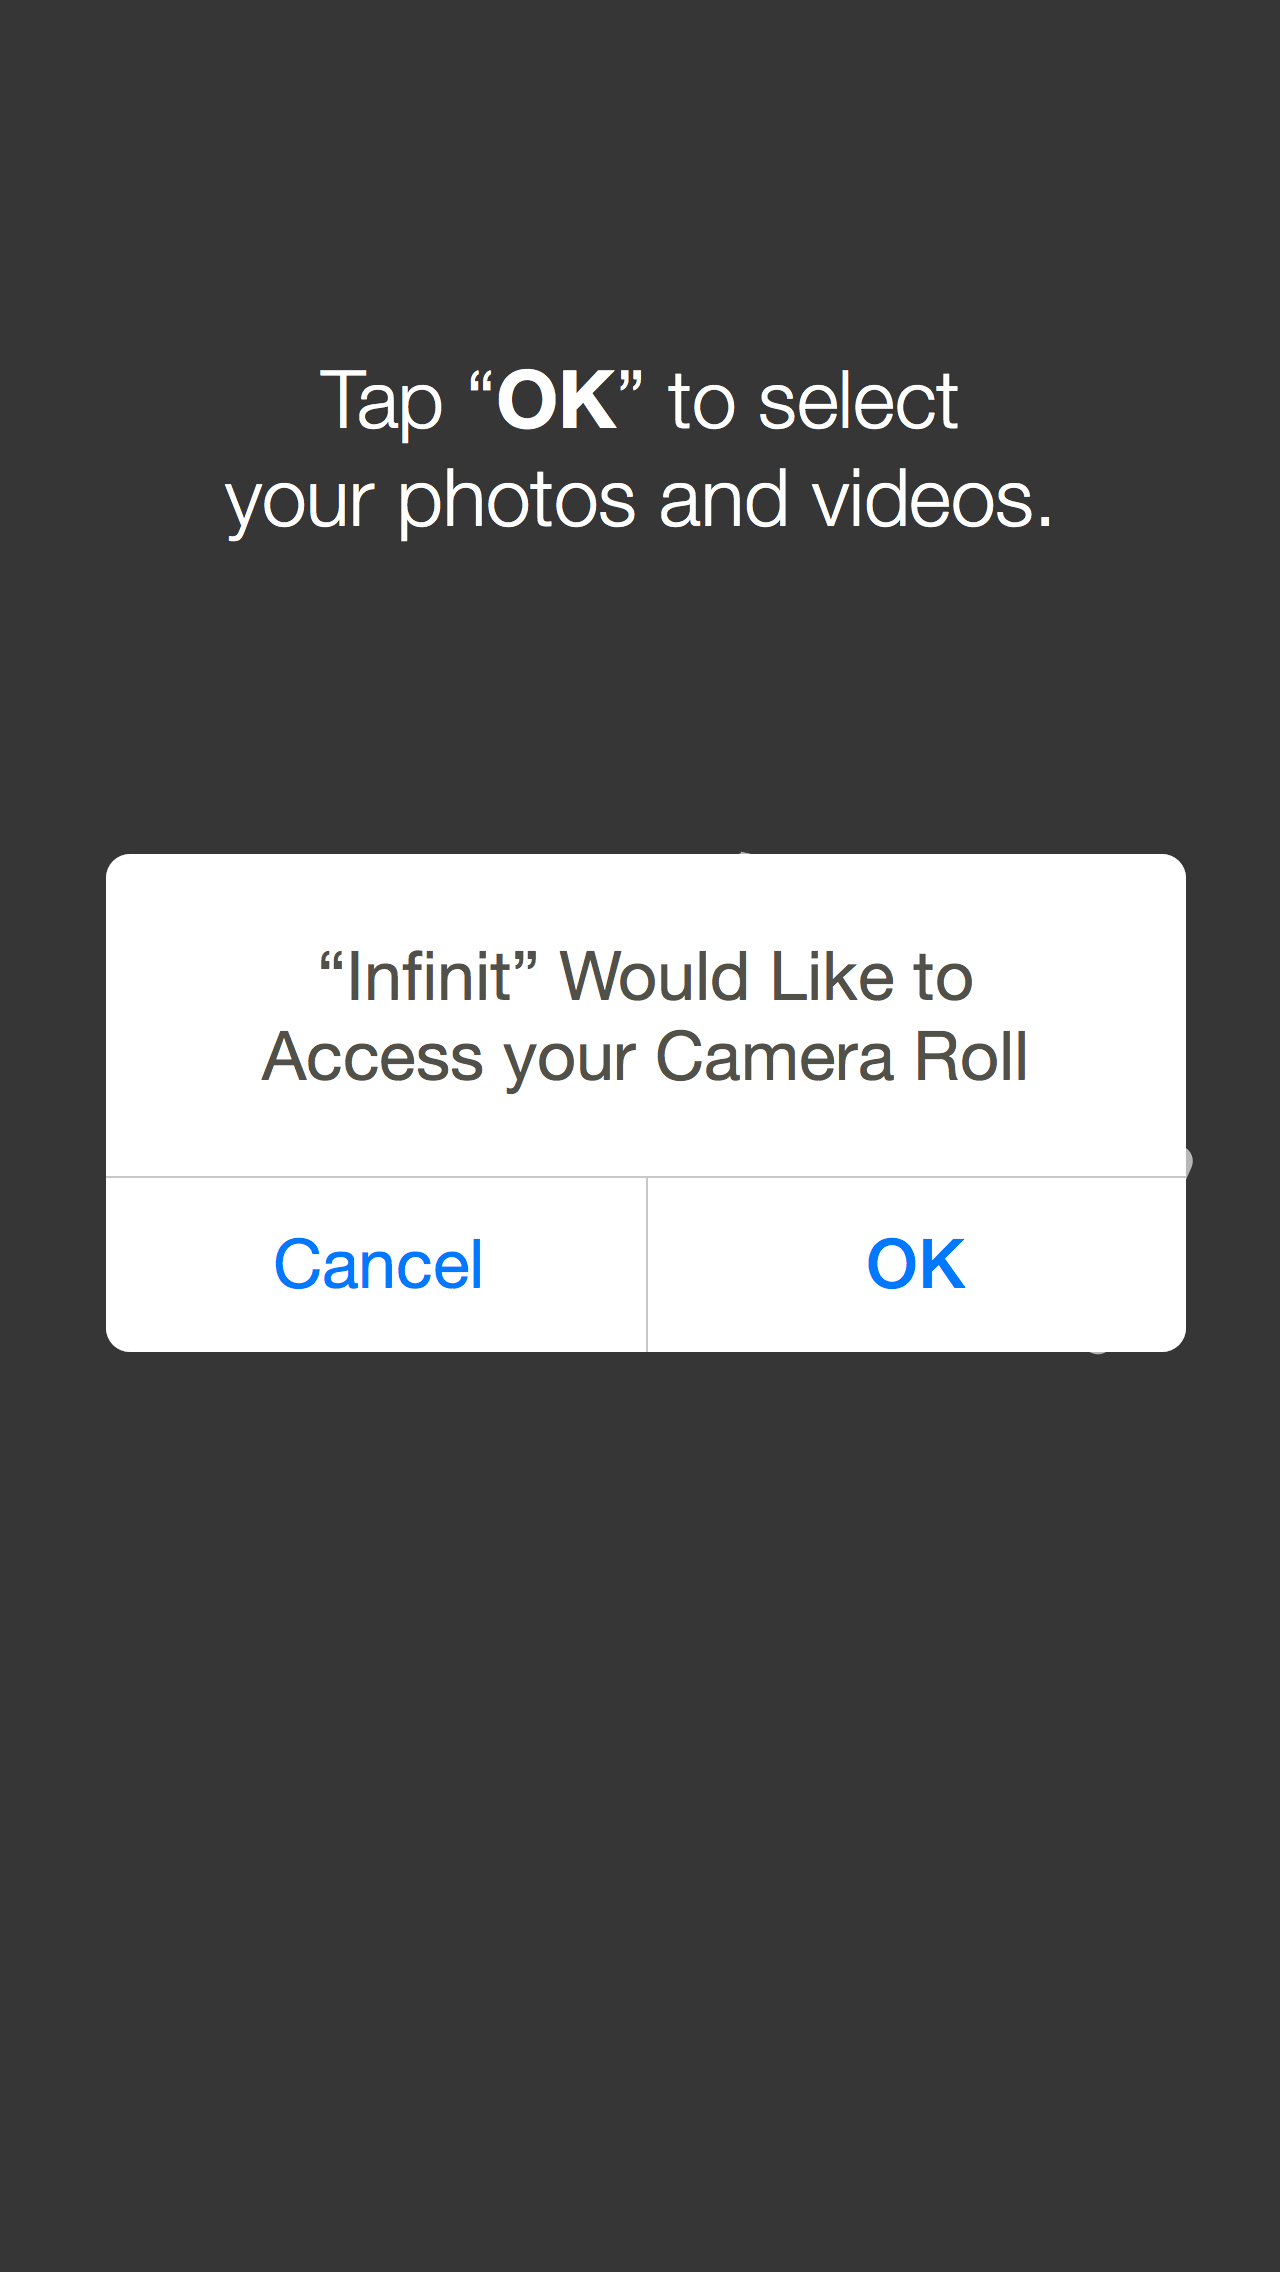 Tap “OK” to select
your photos and videos.
“Infinit” Would Like to
Access your Camera Roll
Cancel
OK